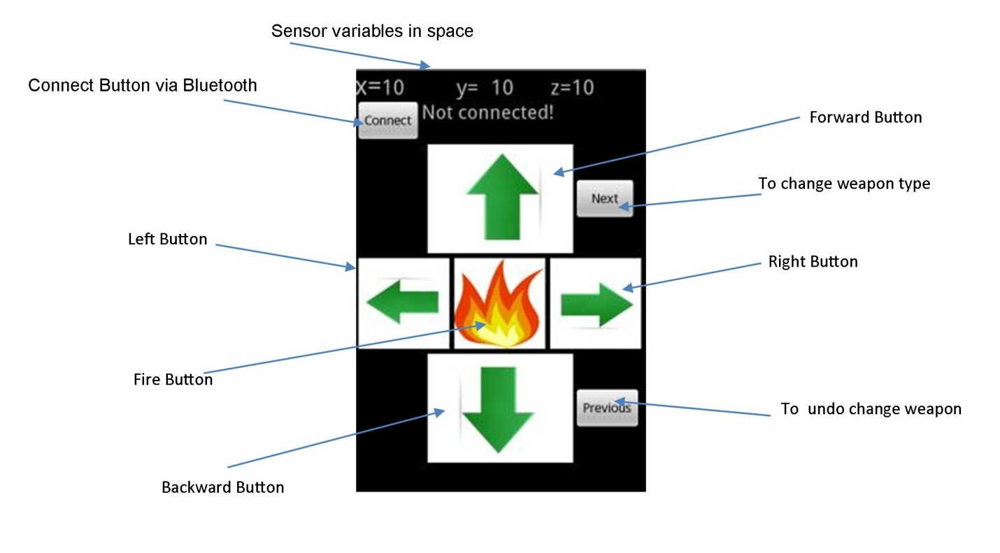 Sensor variables in space
Connect Button via Bluetooth
x=10 y= 10 z=10
Connect Not connected!
Forward Button
To change weapon type
Next
Left Button
Right Button
Fire Button
Previous
To undo change weapon
Backward Button